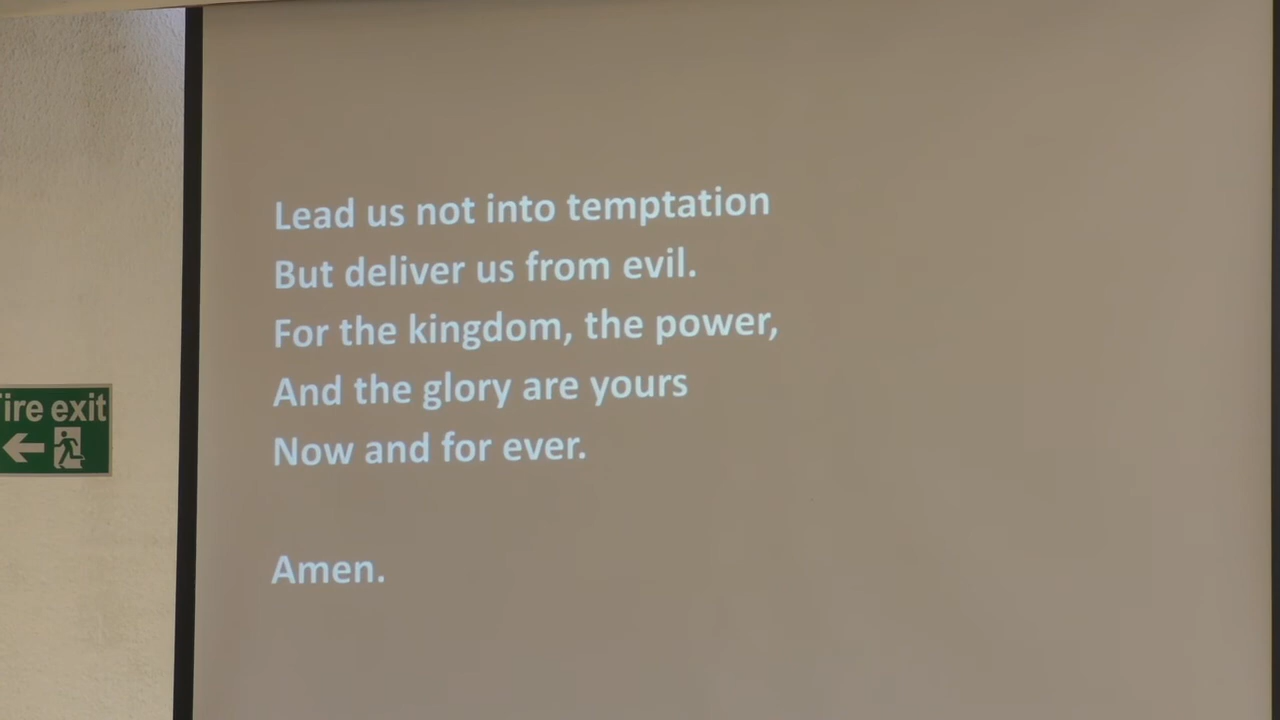 Lead us not into temptation
But deliver us from evil.
For the kingdom, the power,
And the glory are yours
Now and for ever.
Amen.
ire exit